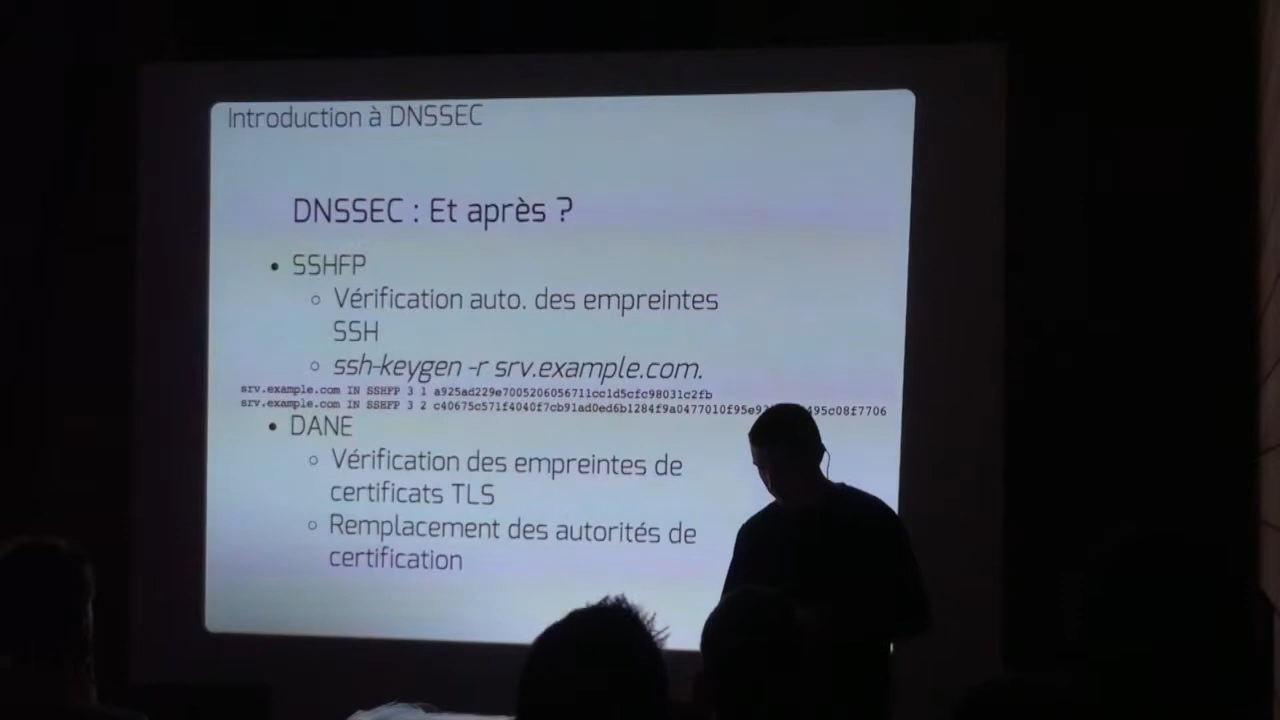 Introduction à DNSSEC
DNSSEC : Et après ?
• SSHFP
○ Vérification auto. des empreintes
SSH
○ ssh-keygen -r srv.example.com.
srv.example.com IN SSHFP 3 1 a925ad229e7005206056711cc1d5cfc98031c2fb
srv.example.com IN SSHFP 3 2
• DANE
○ Vérification des empreintes de
certificats TLS
○ Remplacement des autorités de
certification